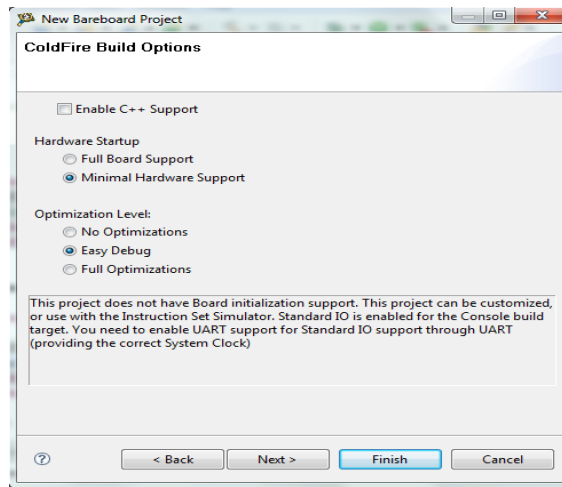 New Bareboard Project
ColdFire Build Options
Enable C++ Support
Hardware Startup
Full Board Support
Minimal Hardware Support
Optimization Level:
No Optimizations
Easy Debug
Full Optimizations
This project does not have Board initialization support. This project can be customized,
or use with the Instruction Set Simulator. Standard IO is enabled for the Console build
target. You need to enable UART support for Standard IO support through UART
(providing the correct System Clock)
? < Back Next > Finish Cancel